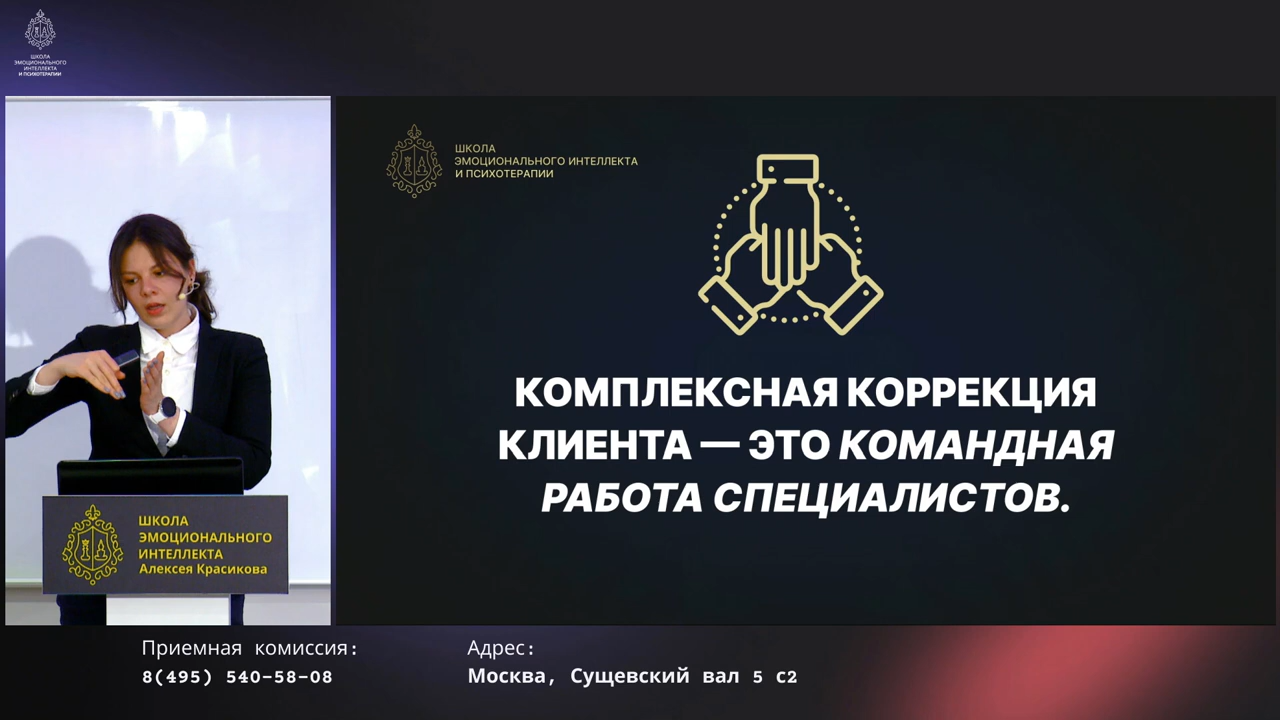 ШКОЛА
ЭМОЦИОНАЛЬНОГО
ИНТЕЛЛЕКТА
И ПСИХОТЕРАПИИ
ШКОЛА
ЭМОЦИОНАЛЬНОГО ИНТЕЛЛЕКТА
И ПСИХОТЕРАПИИ
КОМПЛЕКСНАЯ КОРРЕКЦИЯ
КЛИЕНТА — ЭТО КОМАНДНАЯ
РАБОТА СПЕЦИАЛИСТОВ.
ШКОЛА
ЭМОЦИОНАЛЬНОГО
ИНТЕЛЛЕКТА
Алексея Красикова
Приемная комиссия:
8(495) 540-58-08
Адрес:
Москва, Сущевский вал 5 с2